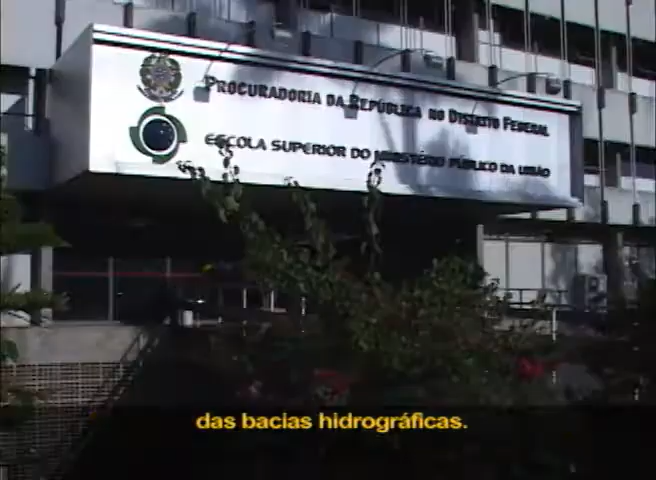 PROCURADORIA DA REPÚBLICA NO DISTRITO FEDERAL
ESCOLA SUPERIOR DO MINISTÉRIO PÚBLICO DA UNIÃO
das bacias hidrográficas.